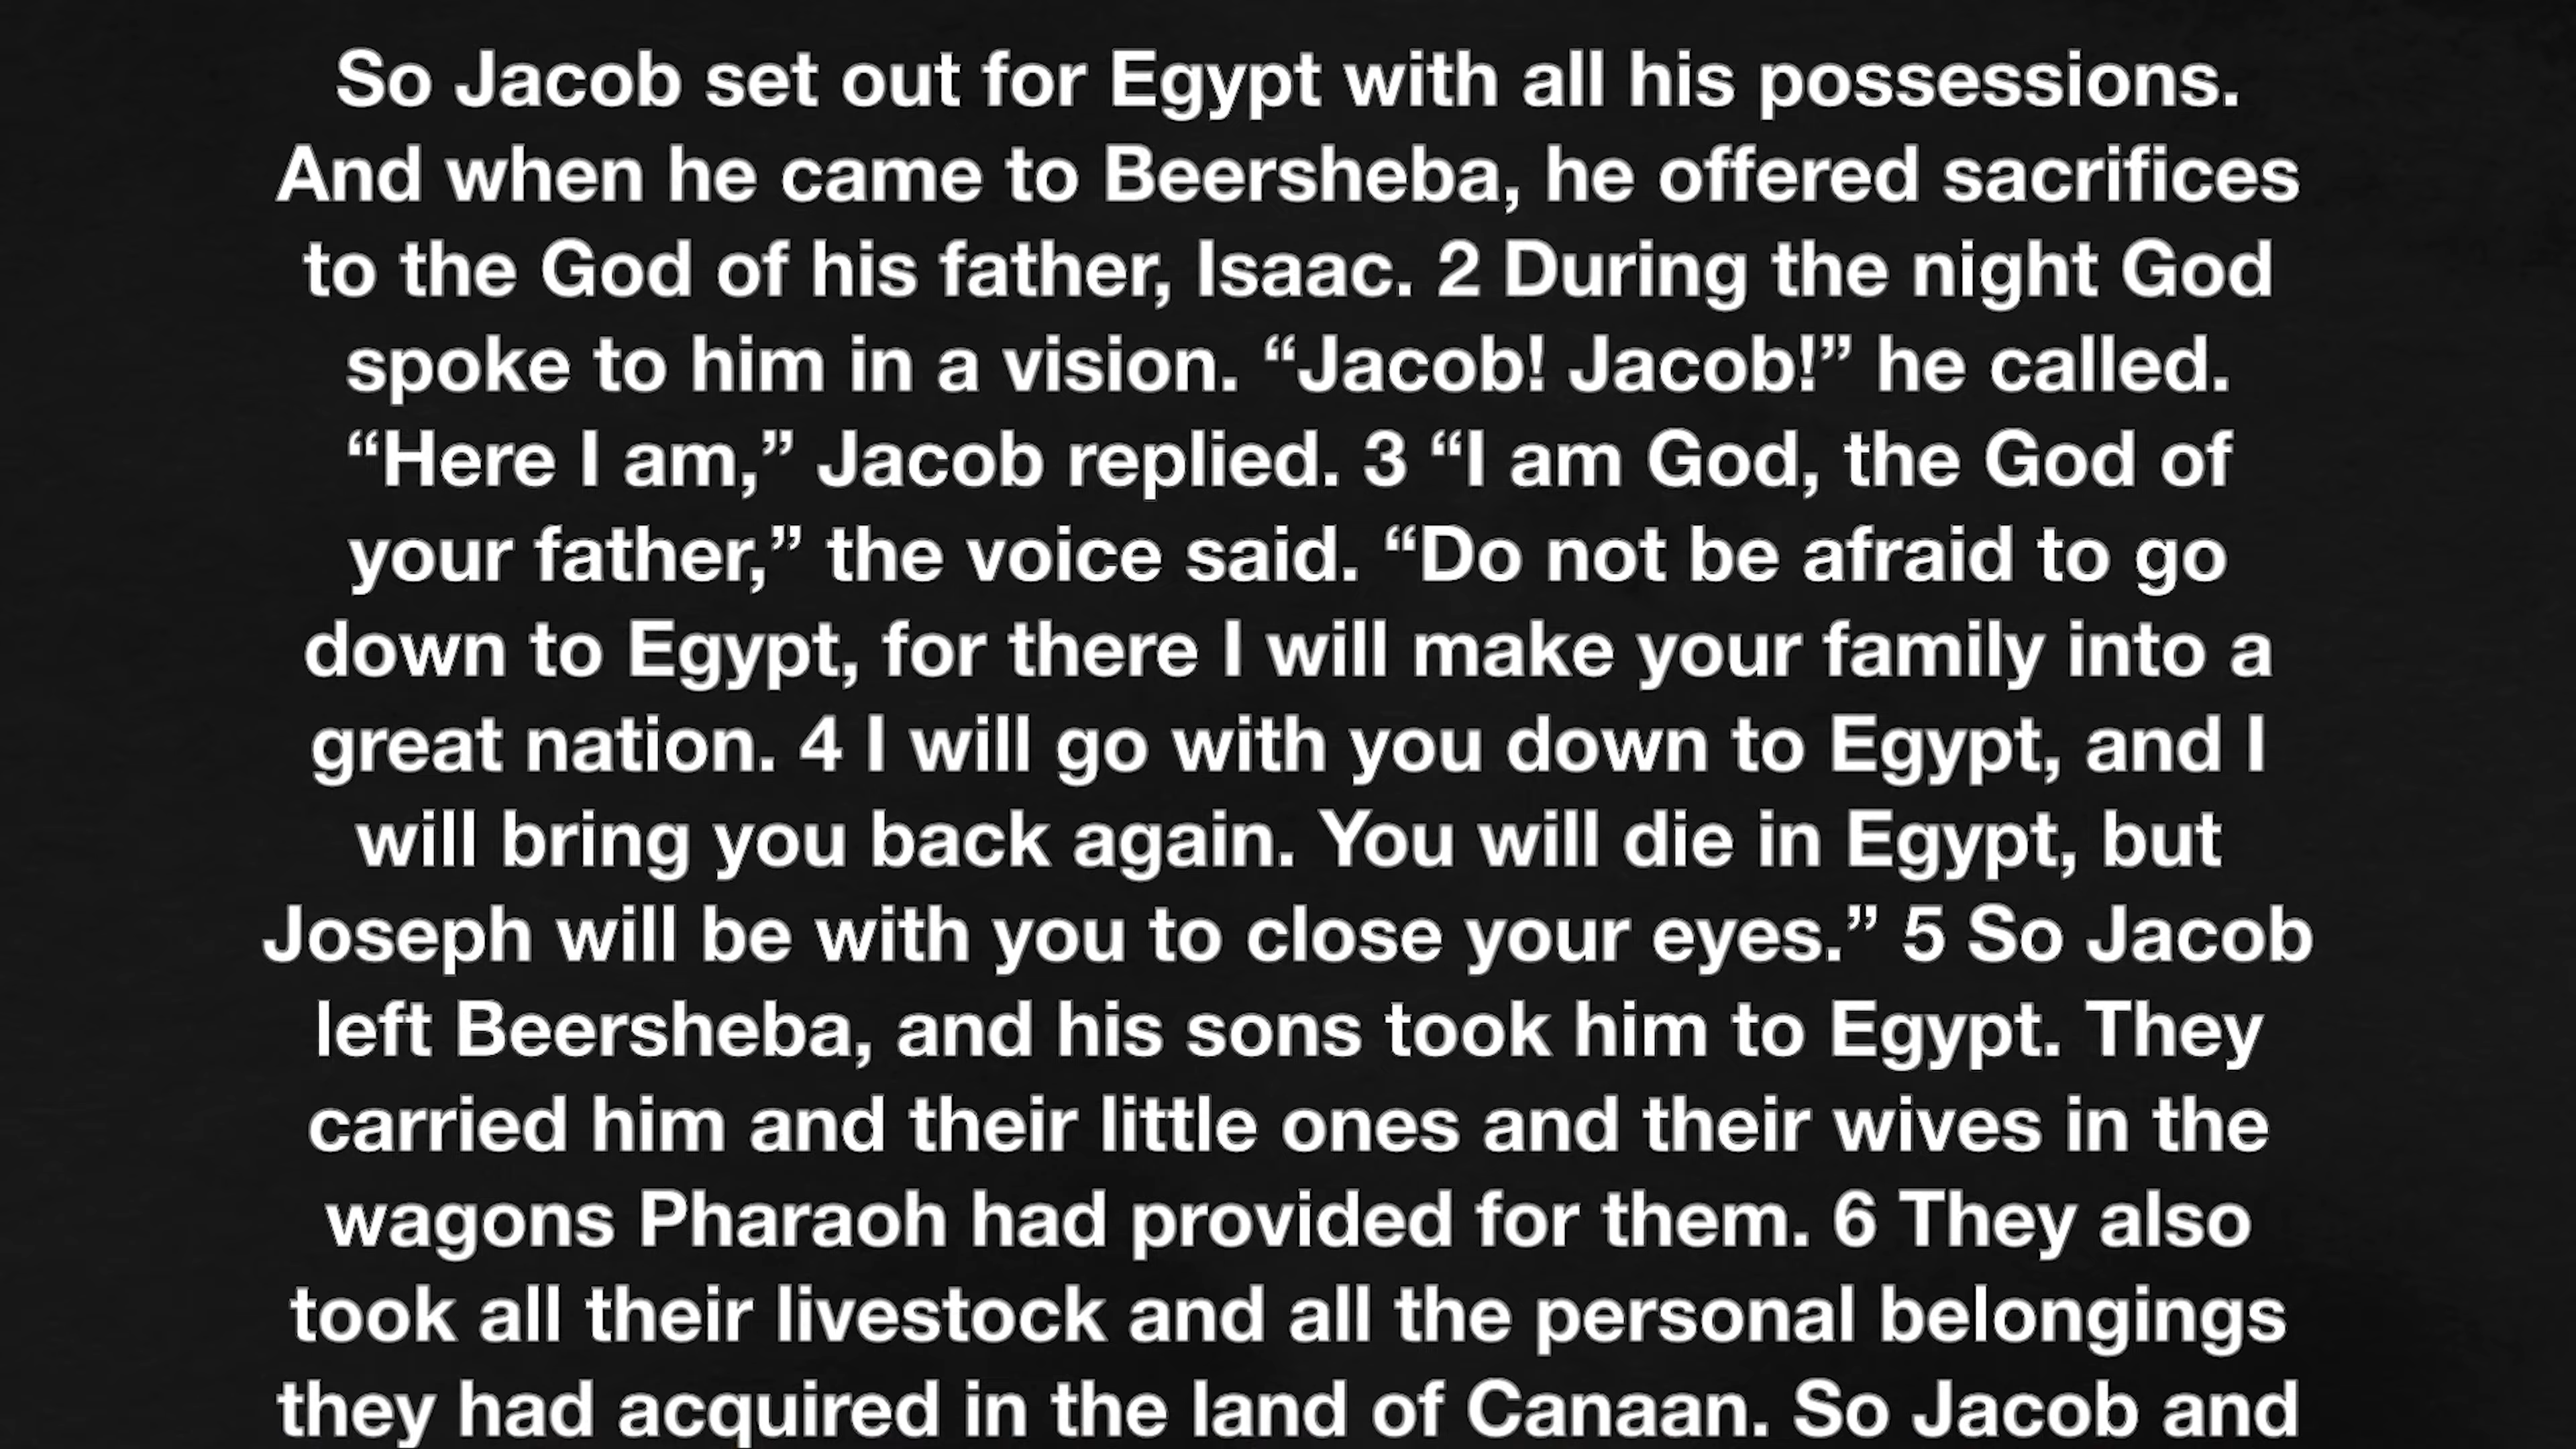 So Jacob set out for Egypt with all his possessions.
And when he came to Beersheba, he offered sacrifices
to the God of his father, Isaac. 2 During the night God
spoke to him in a vision. “Jacob! Jacob!” he called.
“Here I am,” Jacob replied. 3 “I am God, the God of
your father,” the voice said. “Do not be afraid to go
down to Egypt, for there I will make your family into a
great nation. 4 I will go with you down to Egypt, and I
will bring you back again. You will die in Egypt, but
Joseph will be with you to close your eyes.” 5 So Jacob
left Beersheba, and his sons took him to Egypt. They
carried him and their little ones and their wives in the
wagons Pharaoh had provided for them. 6 They also
took all their livestock and all the personal belongings
they had acquired in the land of Canaan. So Jacob and